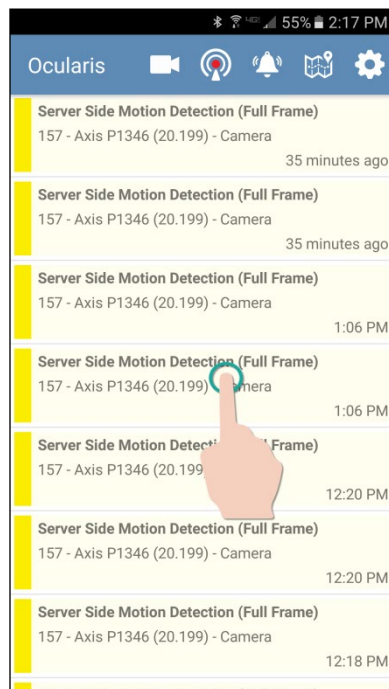 55% 2:17 PM
Ocularis
Server Side Motion Detection (Full Frame)
157 - Axis P1346 (20.199) - Camera
35 minutes ago
Server Side Motion Detection (Full Frame)
157 - Axis P1346 (20.199) - Camera
35 minutes ago
Server Side Motion Detection (Full Frame)
157 - Axis P1346 (20.199) - Camera
1:06 PM
Server Side Motion Detection (Full Frame)
157 - Axis P1346 (20.199)
1:06 PM
Server Side Motion Frame)
157 - Axis P1346
12:20 PM
Server Side Motion Detection (Full Frame)
157 - Axis P1346 (20.199) - Camera
12:20 PM
Server Side Motion Detection (Full Frame)
157 - Axis P1346 (20.199) - Camera
12:18 PM